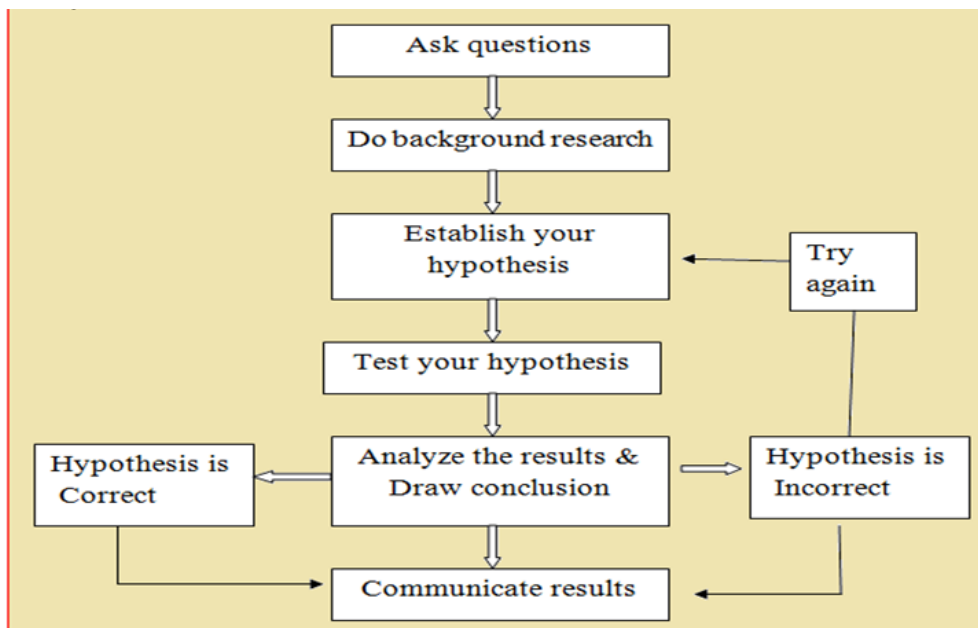 Ask questions
Do background research
Establish your
hypothesis
Try
again
Test your hypothesis
Hypothesis is
Correct
Analyze the results &
Draw conclusion
Hypothesis is
Incorrect
Communicate results